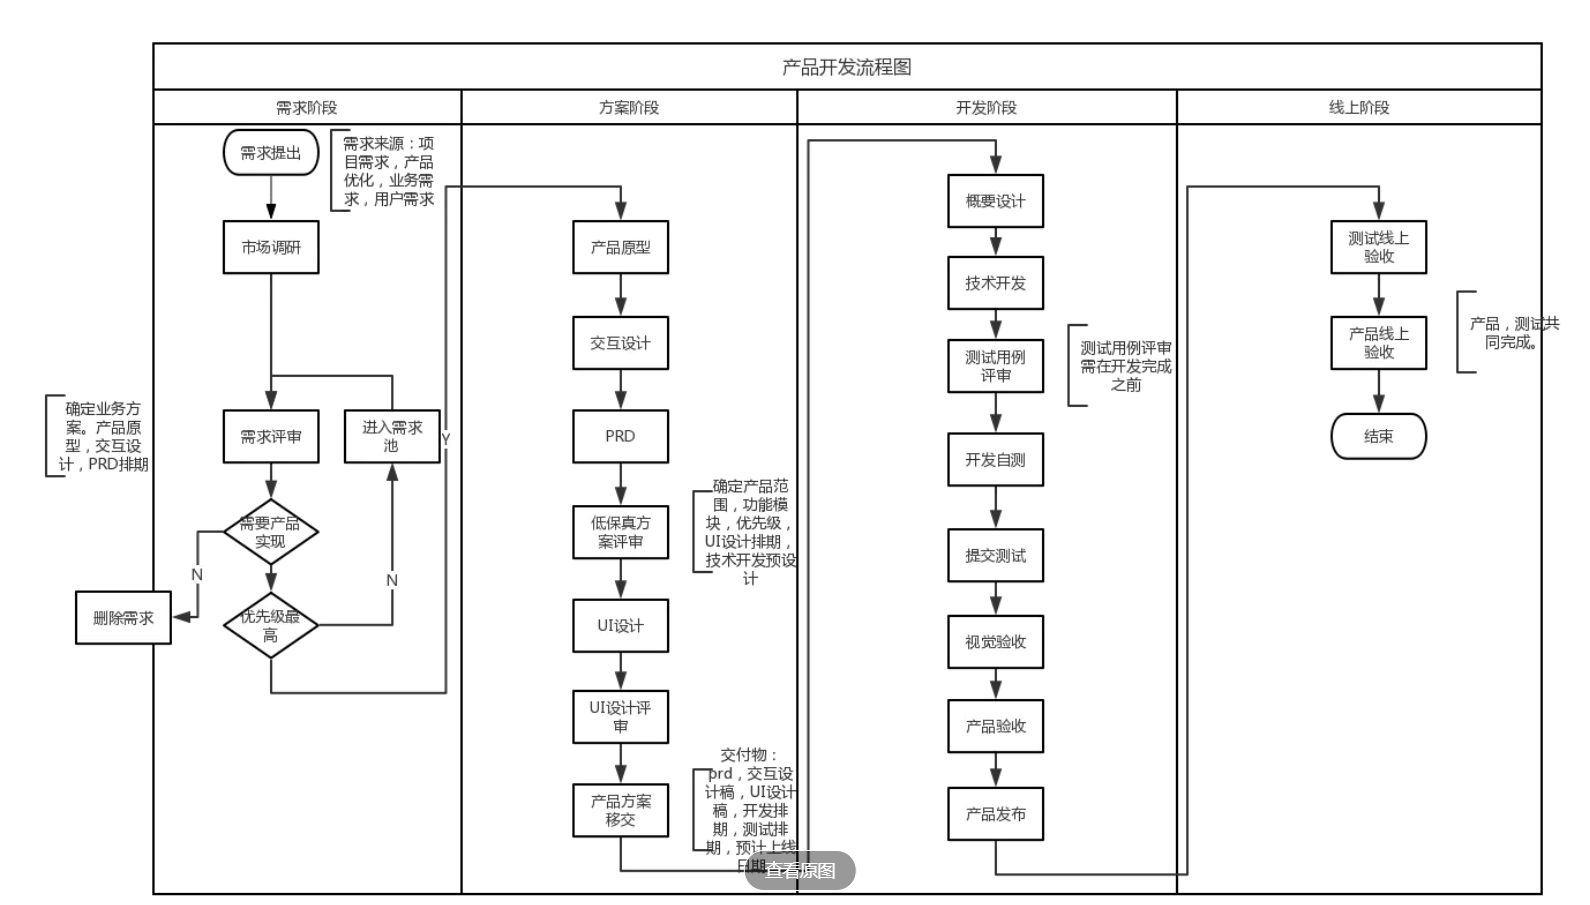 产品开发流程图
需求阶段
方案阶段
开发阶段
线上阶段
需求提出
需求来源：项
目需求，产品
优化，业务需
求，用户需求
市场调研
确定业务方
案。产品原
型，交互设
计，PRD排期
需求评审
进入需求
池
Y
需要产品
实现
N
N
删除需求
优先级最
高
产品原型
交互设计
PRD
低保真方
案评审
确定产品范
围，功能模
块，优先级，
UI设计排期，
技术开发预设
计
UI设计
UI设计评
审
产品方案
移交
交付物：
prd，交互设
计稿，UI设计
稿，开发排
期，测试排
期，预计上线
日期
查看原图
概要设计
技术开发
测试用例
评审
测试用例评审
需在开发完成
之前
开发自测
提交测试
视觉验收
产品验收
产品发布
测试线上
验收
产品线上
验收
产品，测试共
同完成。
结束